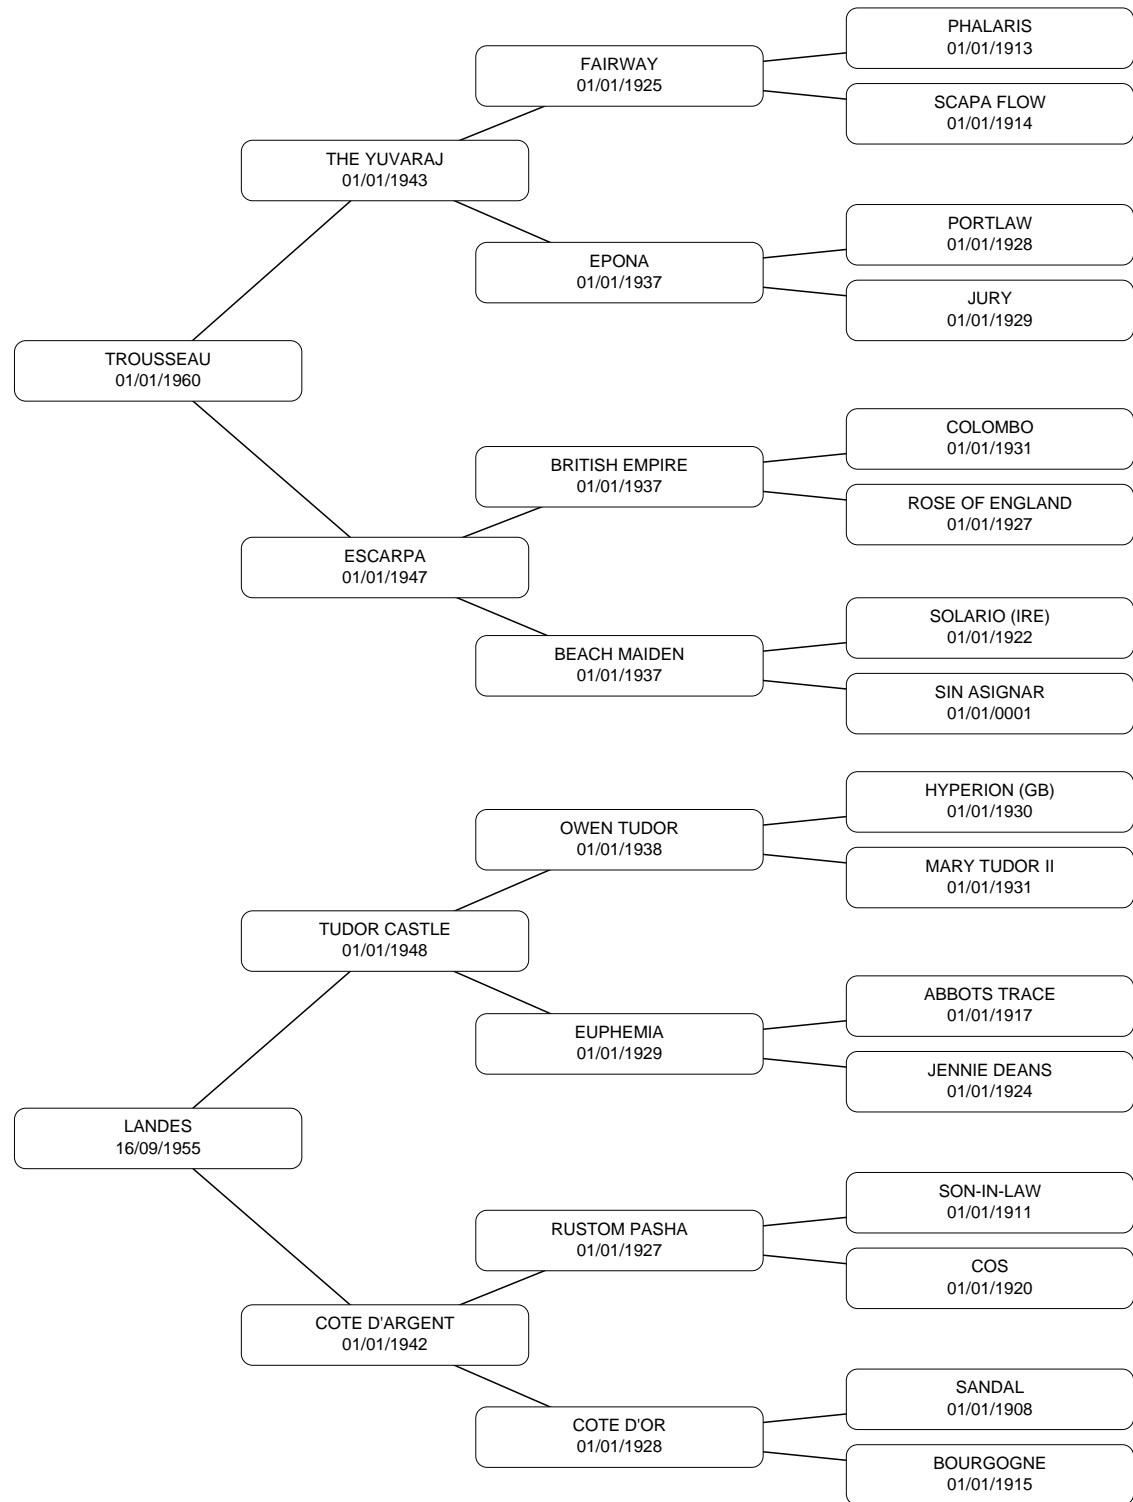 PHALARIS
01/01/1913
FAIRWAY
01/01/1925
SCAPA FLOW
01/01/1914
THE YUVARAJ
01/01/1943
PORTLAW
01/01/1928
EPONA
01/01/1937
JURY
01/01/1929
TROUSSEAU
01/01/1960
COLOMBO
01/01/1931
BRITISH EMPIRE
01/01/1937
ROSE OF ENGLAND
01/01/1927
ESCARPA
01/01/1947
SOLARIO (IRE)
01/01/1922
BEACH MAIDEN
01/01/1937
SIN ASIGNAR
01/01/0001
HYPERION (GB)
01/01/1930
OWEN TUDOR
01/01/1938
MARY TUDOR II
01/01/1931
TUDOR CASTLE
01/01/1948
ABBOTS TRACE
01/01/1917
EUPHEMIA
01/01/1929
JENNIE DEANS
01/01/1924
LANDES
16/09/1955
SON-IN-LAW
01/01/1911
RUSTOM PASHA
01/01/1927
COS
01/01/1920
COTE D'ARGENT
01/01/1942
SANDAL
01/01/1908
COTE D'OR
01/01/1928
BOURGOGNE
01/01/1915